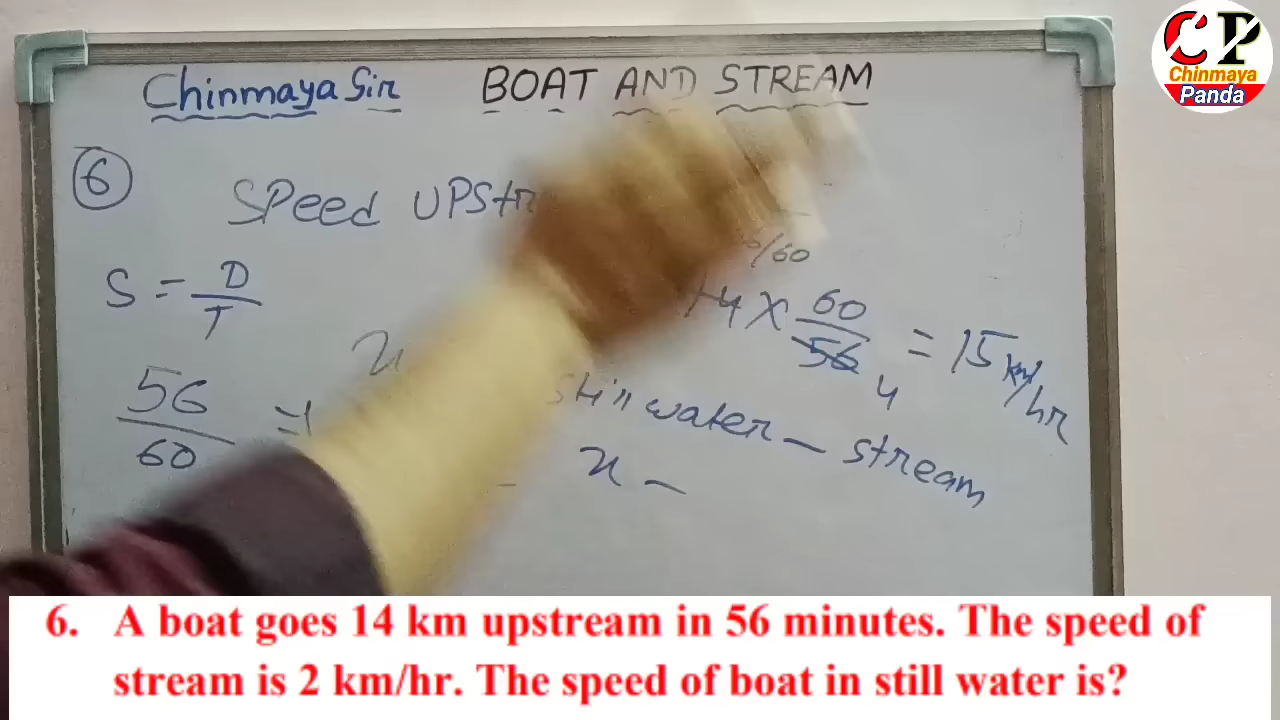 CP
Chinmaya
Panda
Chinmaya Sir BOAT AND STREAM
6
SPeed UPStr
/60
S = D/T
14 × 60/56 = 15 km/hr
4
x
56/60 =
Still water — stream
x —
6. A boat goes 14 km upstream in 56 minutes. The speed of
stream is 2 km/hr. The speed of boat in still water is?